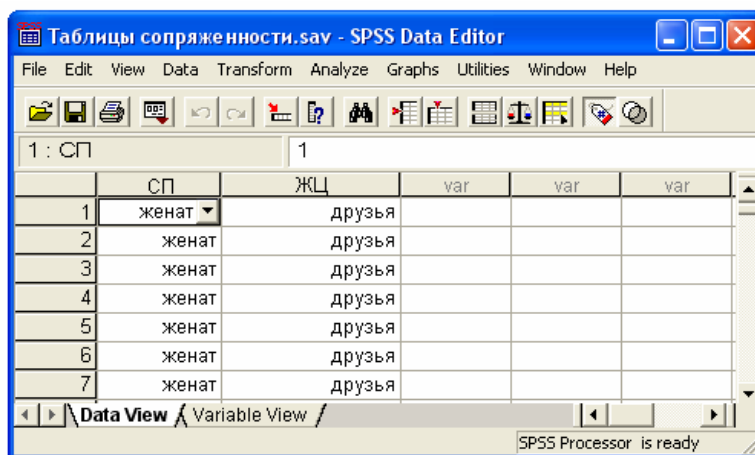 Таблицы сопряженности.sav - SPSS Data Editor
File Edit View Data Transform Analyze Graphs Utilities Window Help
1 : СП 1
СП ЖЦ var var var
1 женат друзья
2 женат друзья
3 женат друзья
4 женат друзья
5 женат друзья
6 женат друзья
7 женат друзья
Data View Variable View
SPSS Processor is ready